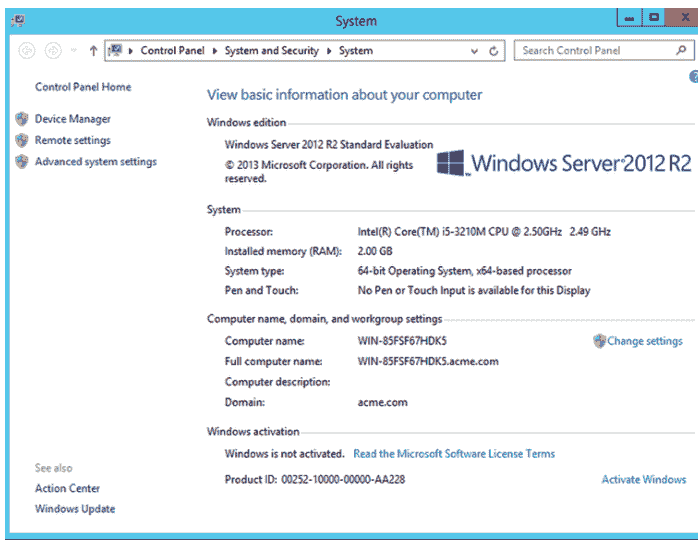 System
Control Panel ▸ System and Security ▸ System
Search Control Panel
Control Panel Home
Device Manager
Remote settings
Advanced system settings
See also
Action Center
Windows Update
View basic information about your computer
Windows edition
Windows Server 2012 R2 Standard Evaluation
© 2013 Microsoft Corporation. All rights
reserved.
Windows Server 2012 R2
System
Processor: Intel(R) Core(TM) i5-3210M CPU @ 2.50GHz 2.49 GHz
Installed memory (RAM): 2.00 GB
System type: 64-bit Operating System, x64-based processor
Pen and Touch: No Pen or Touch Input is available for this Display
Computer name, domain, and workgroup settings
Computer name: WIN-85FSF67HDK5
Change settings
Full computer name: WIN-85FSF67HDK5.acme.com
Computer description:
Domain: acme.com
Windows activation
Windows is not activated. Read the Microsoft Software License Terms
Product ID: 00252-10000-00000-AA228
Activate Windows